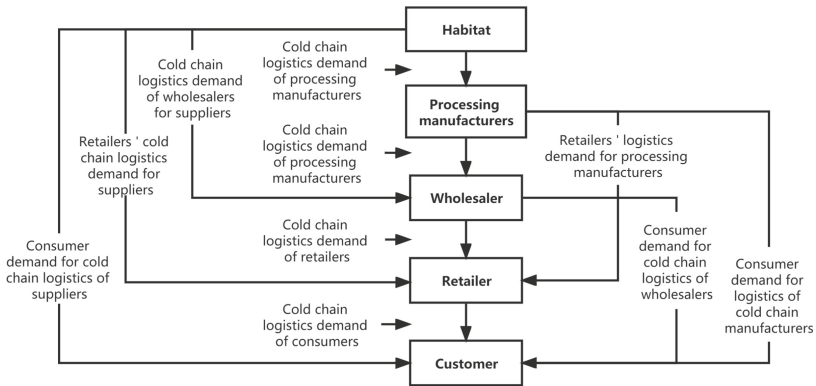 Habitat
Cold chain
logistics demand
of processing
manufacturers
Cold chain
logistics demand
of wholesalers
for suppliers
Processing
manufacturers
Retailers ' cold
chain logistics
demand for
suppliers
Cold chain
logistics demand
of processing
manufacturers
Retailers ' logistics
demand for processing
manufacturers
Wholesaler
Cold chain
logistics demand
of retailers
Consumer
demand for cold
chain logistics of
suppliers
Consumer
demand for
cold chain
logistics of
wholesalers
Consumer
demand for
logistics of
cold chain
manufacturers
Retailer
Cold chain
logistics demand
of consumers
Customer